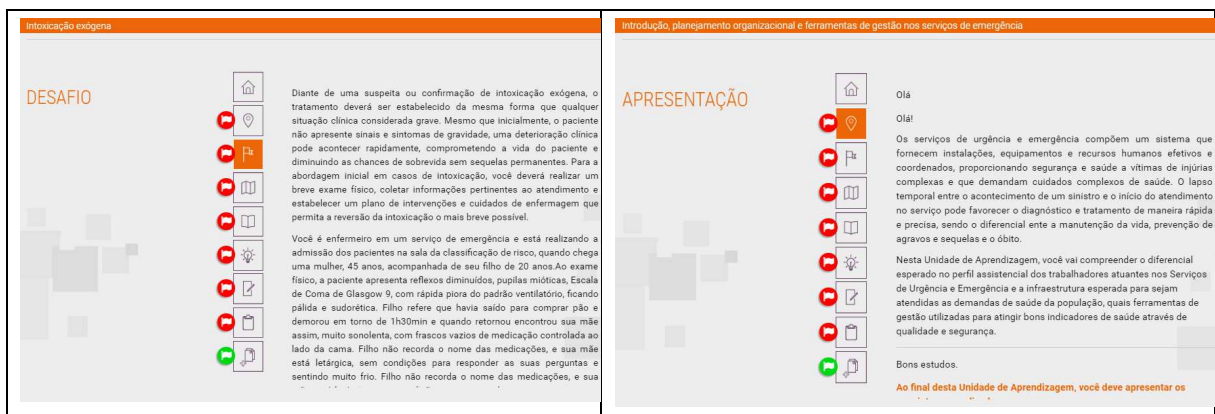 Intoxicação exógena
DESAFIO
Diante de uma suspeita ou confirmação de intoxicação exógena, o
tratamento deverá ser estabelecido da mesma forma que qualquer
situação clínica considerada grave. Mesmo que inicialmente, o paciente
não apresente sinais e sintomas de gravidade, uma deterioração clínica
pode acontecer rapidamente, comprometendo a vida do paciente e
diminuindo as chances de sobrevida sem sequelas permanentes. Para a
abordagem inicial em casos de intoxicação, você deverá realizar um
breve exame físico, coletar informações pertinentes ao atendimento e
estabelecer um plano de intervenções e cuidados de enfermagem que
permita a reversão da intoxicação o mais breve possível.
Você é enfermeiro em um serviço de emergência e está realizando a
admissão dos pacientes na sala da classificação de risco, quando chega
uma mulher, 45 anos, acompanhada de seu filho de 20 anos.Ao exame
físico, a paciente apresenta reflexos diminuídos, pupilas mióticas, Escala
de Coma de Glasgow 9, com rápida piora do padrão ventilatório, ficando
pálida e sudorética. Filho refere que havia saído para comprar pão e
demorou em torno de 1h30min e quando retornou encontrou sua mãe
assim, muito sonolenta, com frascos vazios de medicação controlada ao
lado da cama. Filho não recorda o nome das medicações, e sua mãe
está letárgica, sem condições para responder as suas perguntas e
sentindo muito frio. Filho não recorda o nome das medicações, e sua
Introdução, planejamento organizacional e ferramentas de gestão nos serviços de emergência
APRESENTAÇÃO
Olá
Olá!
Os serviços de urgência e emergência compõem um sistema que
fornecem instalações, equipamentos e recursos humanos efetivos e
coordenados, proporcionando segurança e saúde a vítimas de injúrias
complexas e que demandam cuidados complexos de saúde. O lapso
temporal entre o acontecimento de um sinistro e o início do atendimento
no serviço pode favorecer o diagnóstico e tratamento de maneira rápida
e precisa, sendo o diferencial ente a manutenção da vida, prevenção de
agravos e sequelas e o óbito.
Nesta Unidade de Aprendizagem, você vai compreender o diferencial
esperado no perfil assistencial dos trabalhadores atuantes nos Serviços
de Urgência e Emergência e a infraestrutura esperada para sejam
atendidas as demandas de saúde da população, quais ferramentas de
gestão utilizadas para atingir bons indicadores de saúde através de
qualidade e segurança.
Bons estudos.
Ao final desta Unidade de Aprendizagem, você deve apresentar os